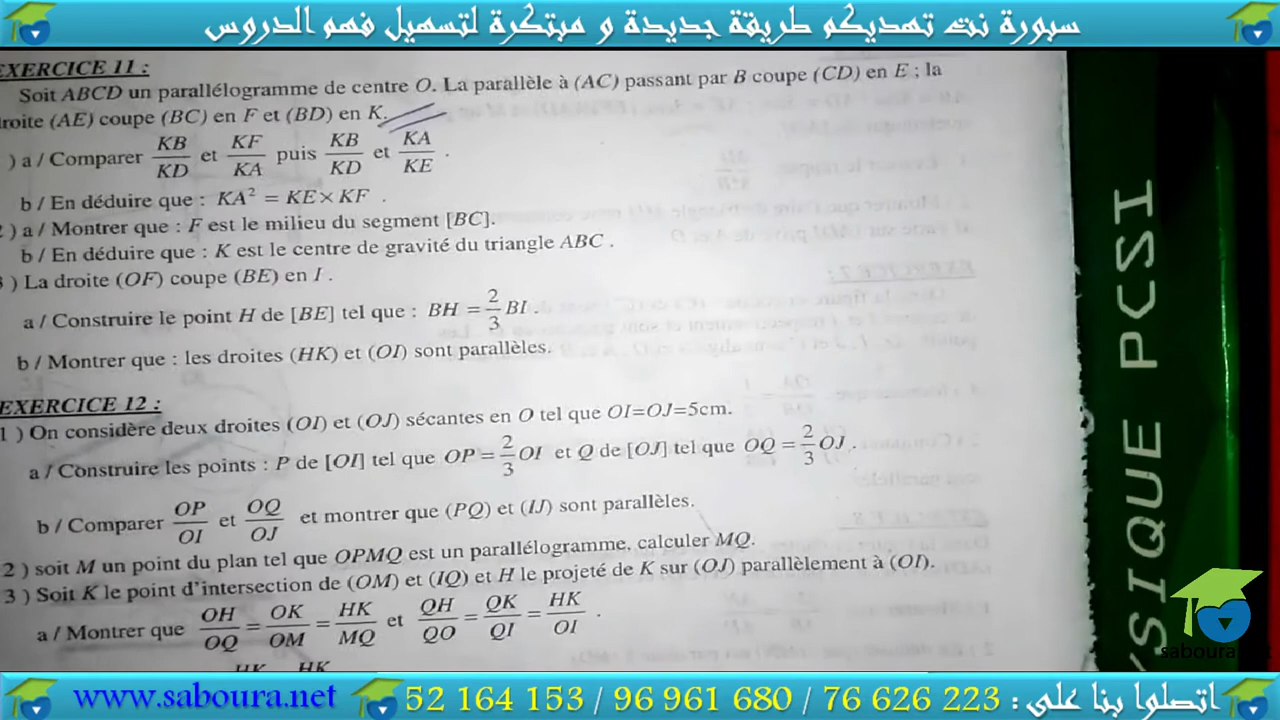 سبورة نت تهديكم طريقة جديدة و مبتكرة لتسهيل فهم الدروس
EXERCICE 11 :
Soit ABCD un parallélogramme de centre O. La parallèle à (AC) passant par B coupe (CD) en E ; la
roite (AE) coupe (BC) en F et (BD) en K.
) a / Comparer KB/KD et KF/KA puis KB/KD et KA/KE .
b / En déduire que : KA² = KE×KF .
) a / Montrer que : F est le milieu du segment [BC].
b / En déduire que : K est le centre de gravité du triangle ABC .
) La droite (OF) coupe (BE) en I .
a / Construire le point H de [BE] tel que : BH = 2/3 BI .
b / Montrer que : les droites (HK) et (OI) sont parallèles.
EXERCICE 12 :
1 ) On considère deux droites (OI) et (OJ) sécantes en O tel que OI=OJ=5cm.
a / Construire les points : P de [OI] tel que OP = 2/3 OI et Q de [OJ] tel que OQ = 2/3 OJ .
b / Comparer OP/OI et OQ/OJ et montrer que (PQ) et (IJ) sont parallèles.
2 ) soit M un point du plan tel que OPMQ est un parallélogramme, calculer MQ.
3 ) Soit K le point d'intersection de (OM) et (IQ) et H le projeté de K sur (OJ) parallèlement à (OI).
a / Montrer que OH/OQ = OK/OM = HK/MQ et QH/QO = QK/QI = HK/OI .
HK HK
YSIQUE PCSI
saboura
www.saboura.net
اتصلوا بنا على : 52 164 153 / 96 961 680 / 76 626 223